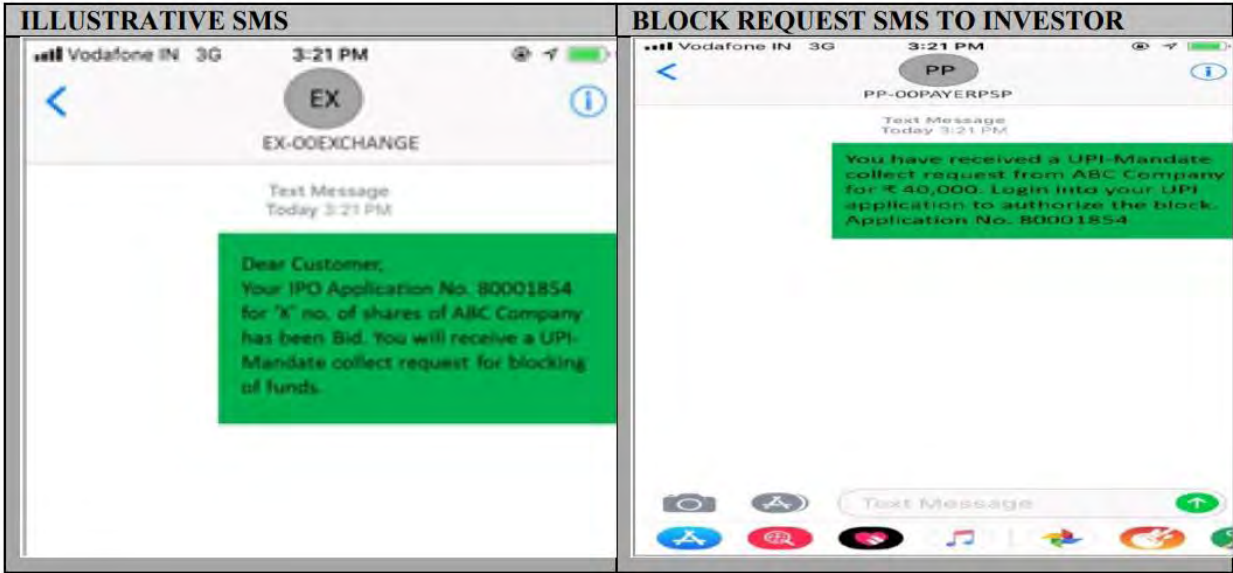 ILLUSTRATIVE SMS
Vodafone IN 3G 3:21 PM
EX
EX-00EXCHANGE
Text Message
Today 3:21 PM
Dear Customer,
Your IPO Application No. 80001854
for 'X' no. of shares of ABC Company
has been Bid. You will receive a UPI-
Mandate collect request for blocking
of funds.
BLOCK REQUEST SMS TO INVESTOR
Vodafone IN 3G 3:21 PM
PP
PP-00PAYERPSP
Text Message
Today 3:21 PM
You have received a UPI-Mandate
collect request from ABC Company
for ₹ 40,000. Login into your UPI
application to authorize the block.
Application No. 80001854
Text Message